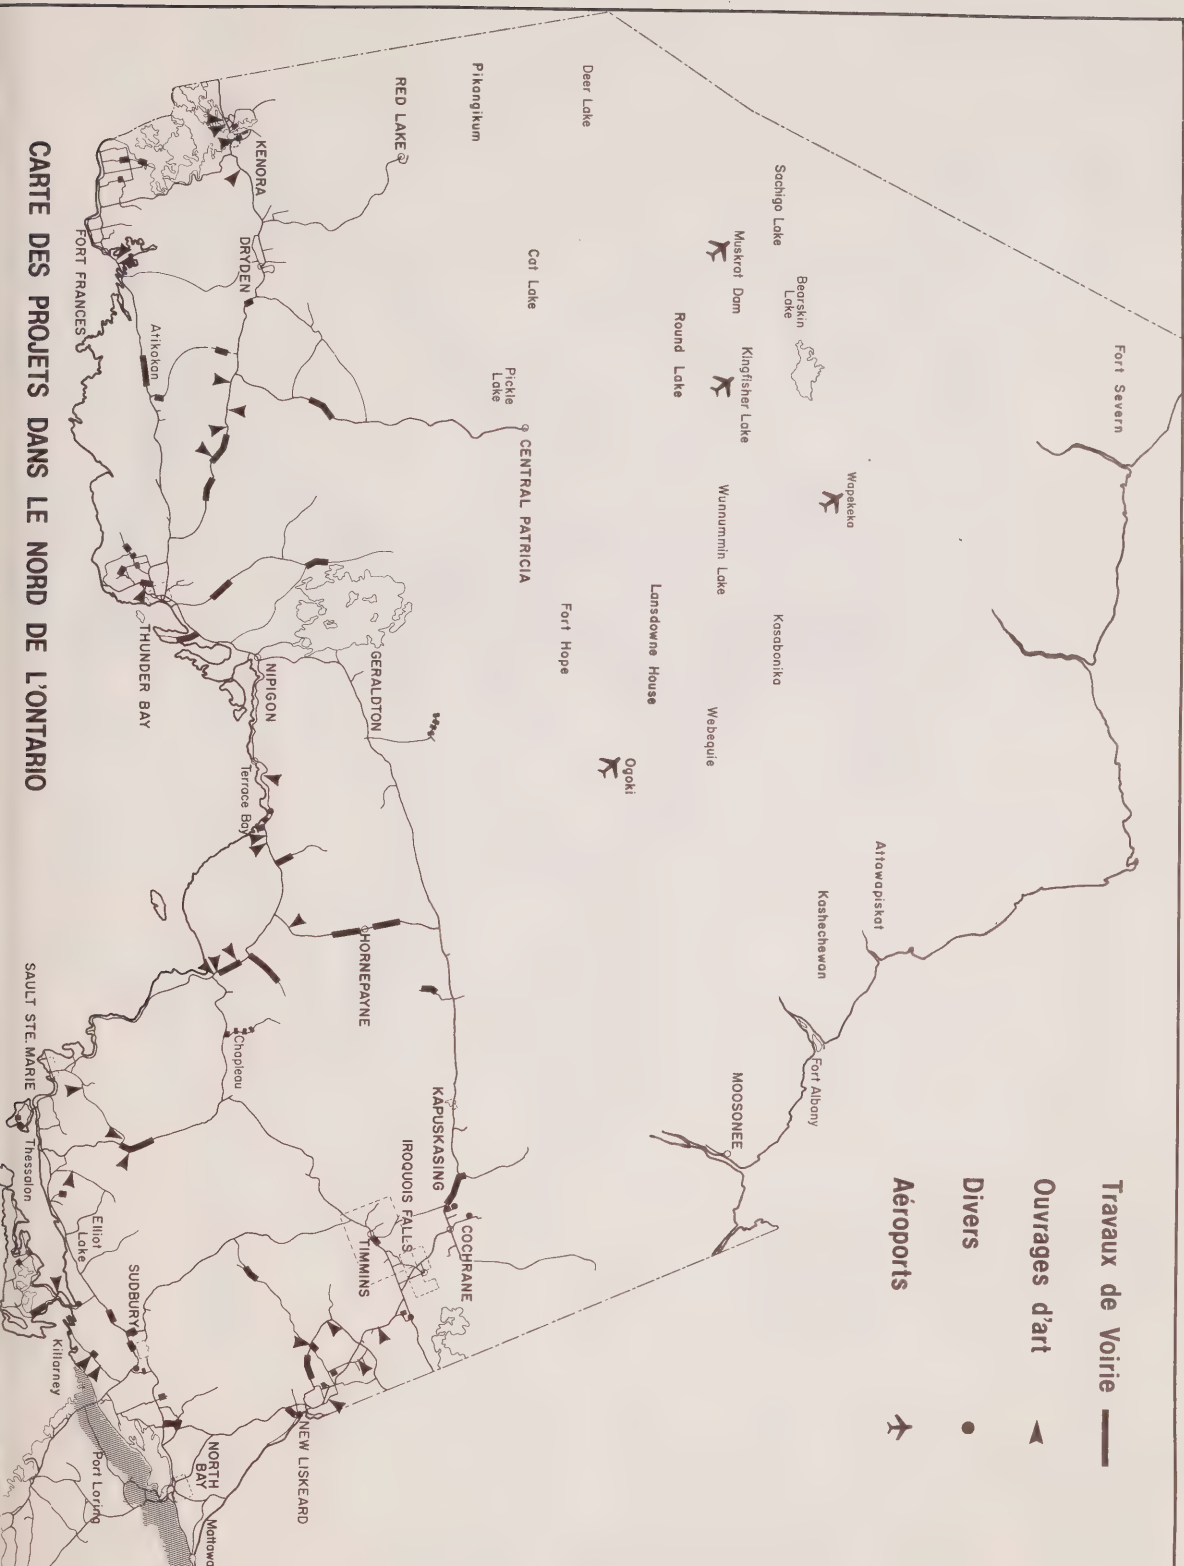 Travaux de Voirie
Ouvrages d'art
Divers
Aéroports
Fort Severn
Sachigo Lake
Bearskin
Lake
Muskrat Dam
Kingfisher Lake
Wapekeka
Deer Lake
Pikangikum
RED LAKE
Round Lake
Cat Lake
Pickle
Lake
CENTRAL PATRICIA
Wunnummin Lake
Kasabonika
Lansdowne House
Fort Hope
Webequie
Ogoki
Attawapiskat
Kashechewan
Fort Albany
MOOSONEE
KENORA
DRYDEN
FORT FRANCES
Atikokan
THUNDER BAY
NIPIGON
GERALDTON
Terrace Bay
HORNEPAYNE
Chapleau
KAPUSKASING
IROQUOIS FALLS
COCHRANE
TIMMINS
SAULT STE. MARIE
Thessalon
Elliot
Lake
SUDBURY
Killarney
NEW LISKEARD
NORTH
BAY
Port Loring
Mattawa
CARTE DES PROJETS DANS LE NORD DE L'ONTARIO